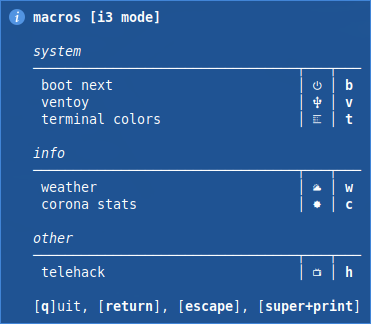 macros [i3 mode]
system
boot next b
ventoy v
terminal colors t
info
weather w
corona stats c
other
telehack h
[q]uit, [return], [escape], [super+print]